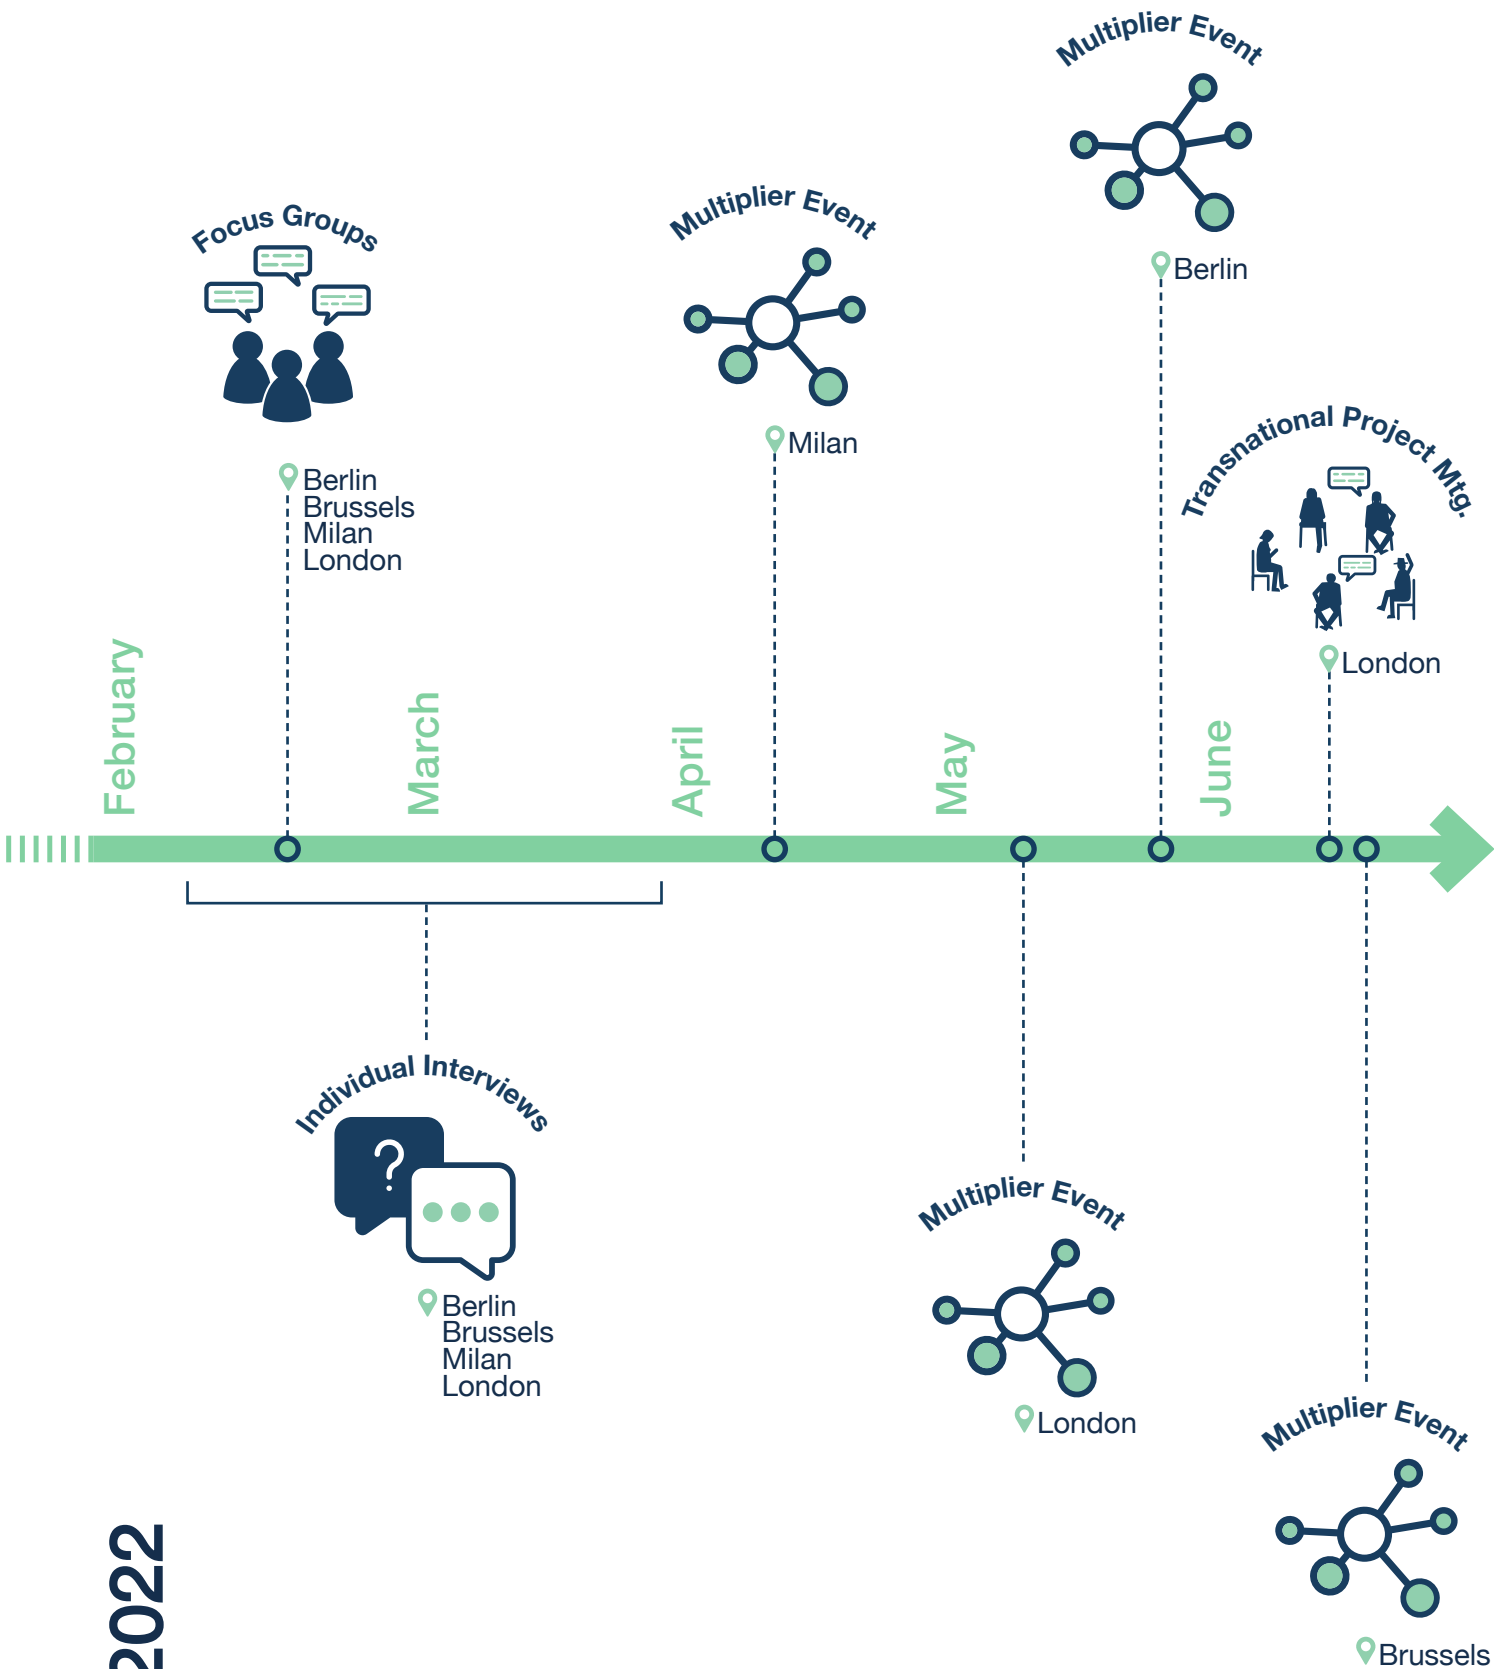 Multiplier Event
Berlin
Multiplier Event
Milan
Focus Groups
Berlin
Brussels
Milan
London
Transnational Project Mtg.
London
February
March
April
May
June
Individual Interviews
Berlin
Brussels
Milan
London
Multiplier Event
London
Multiplier Event
Brussels
2022